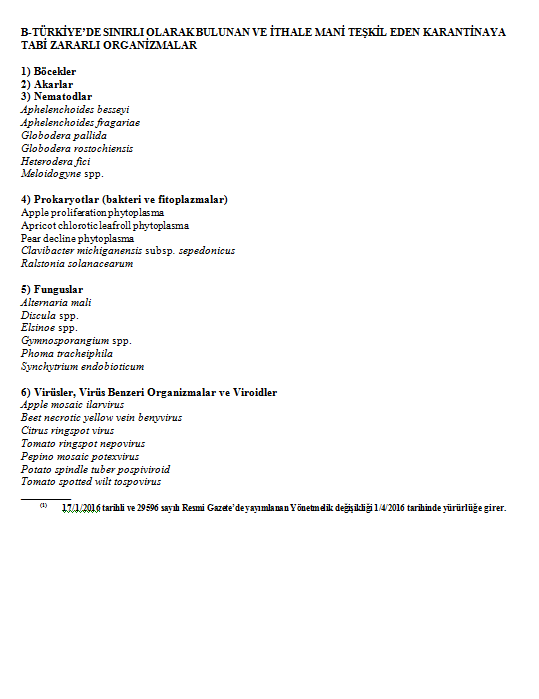 B-TÜRKİYE'DE SINIRLI OLARAK BULUNAN VE İTHALE MANİ TEŞKİL EDEN KARANTİNAYA
TABİ ZARARLI ORGANİZMALAR
1) Böcekler
2) Akarlar
3) Nematodlar
Aphelenchoides besseyi
Aphelenchoides fragariae
Globodera pallida
Globodera rostochiensis
Heterodera fici
Meloidogyne spp.
4) Prokaryotlar (bakteri ve fitoplazmalar)
Apple proliferation phytoplasma
Apricot chlorotic leafroll phytoplasma
Pear decline phytoplasma
Clavibacter michiganensis subsp. sepedonicus
Ralstonia solanacearum
5) Funguslar
Alternaria mali
Discula spp.
Elsinoe spp.
Gymnosporangium spp.
Phoma tracheiphila
Synchytrium endobioticum
6) Virüsler, Virüs Benzeri Organizmalar ve Viroidler
Apple mosaic ilarvirus
Beet necrotic yellow vein benyvirus
Citrus ringspot virus
Tomato ringspot nepovirus
Pepino mosaic potexvirus
Potato spindle tuber pospiviroid
Tomato spotted wilt tospovirus
(1) 17/1/2016 tarihli ve 29596 sayılı Resmi Gazete'de yayımlanan Yönetmelik değişikliği 1/4/2016 tarihinde yürürlüğe girer.